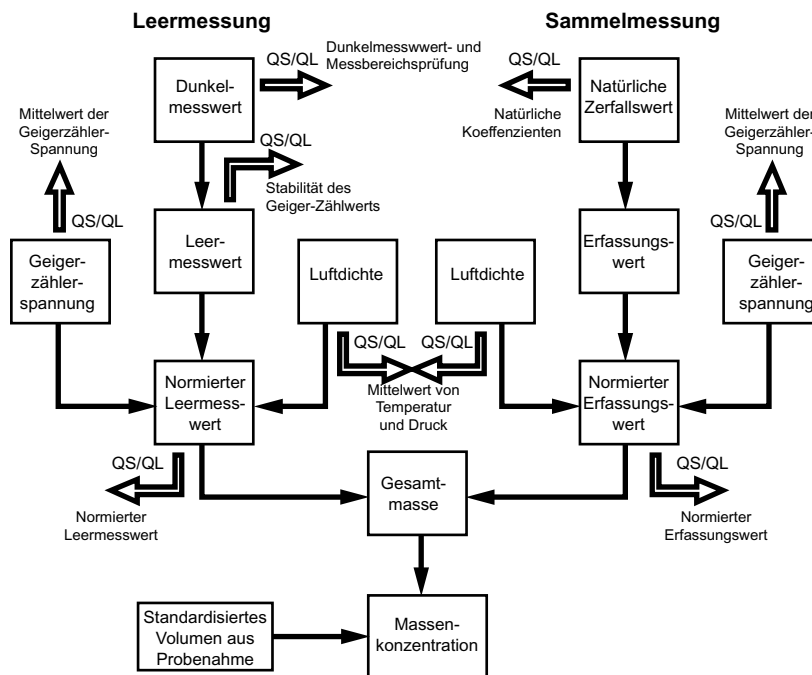 Leermessung
Sammelmessung
QS/QL
Dunkelmesswwert- und
Messbereichsprüfung
Dunkel-
messwert
QS/QL
Natürliche
Koeffenzienten
Natürliche
Zerfallswert
Mittelwert der
Geigerzähler-
Spannung
QS/QL
QS/QL
Stabilität des
Geiger-Zählwerts
Mittelwert der
Geigerzähler-
Spannung
QS/QL
Geiger-
zähler-
spannung
Leer-
messwert
Luftdichte
Luftdichte
Erfassungs-
wert
Geiger-
zähler-
spannung
QS/QL
QS/QL
Mittelwert von
Temperatur
und Druck
Normierter
Leermess
wert
Normierter
Erfassungs-
wert
QS/QL
Normierter
Leermesswert
Gesamt-
masse
QS/QL
Normierter
Erfassungswert
Standardisiertes
Volumen aus
Probenahme
Massen-
konzentration